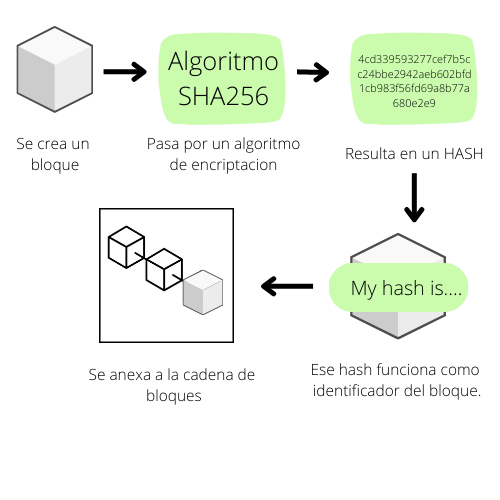 Algoritmo
SHA256
4cd339593277cef7b5c
c24bbe2942aeb602bfd
1cb983f56fd69a8b77a
680e2e9
Se crea un
bloque
Pasa por un algoritmo
de encriptacion
Resulta en un HASH
My hash is....
Se anexa a la cadena de
bloques
Ese hash funciona como
identificador del bloque.